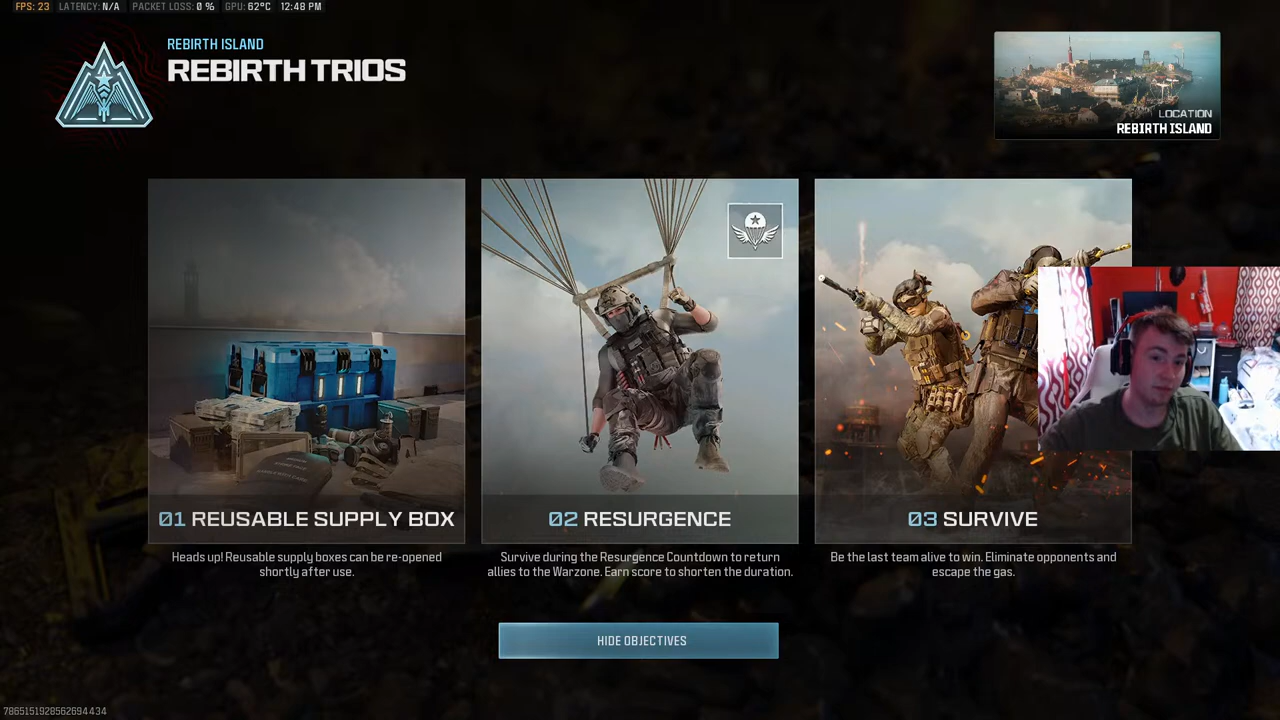 FPS: 23 LATENCY: N/A PACKET LOSS: 0 % GPU: 62°C 12:48 PM
REBIRTH ISLAND
REBIRTH TRIOS
LOCATION
REBIRTH ISLAND
01 REUSABLE SUPPLY BOX
Heads up! Reusable supply boxes can be re-opened
shortly after use.
02 RESURGENCE
Survive during the Resurgence Countdown to return
allies to the Warzone. Earn score to shorten the duration.
03 SURVIVE
Be the last team alive to win. Eliminate opponents and
escape the gas.
HIDE OBJECTIVES
7865151928562694434